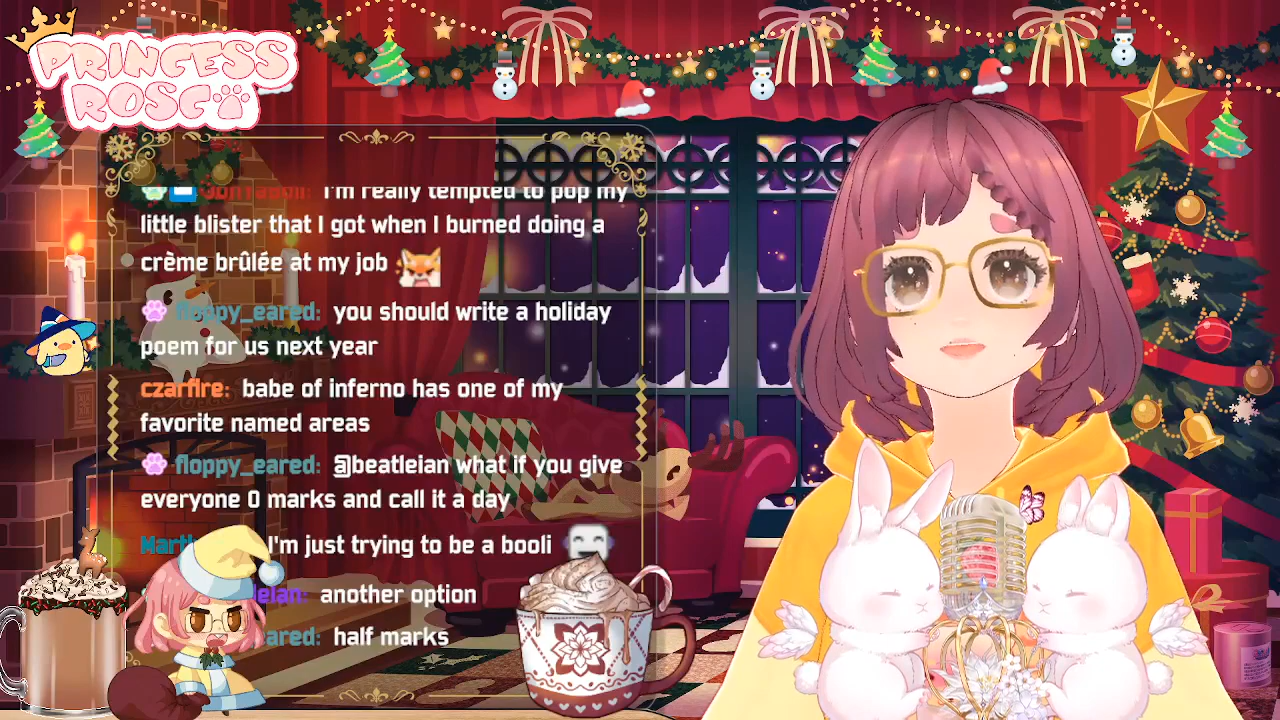 PRINCESS
ROSE
I'm really tempted to pop my
little blister that I got when I burned doing a
crème brûlée at my job
floppy_eared: you should write a holiday
poem for us next year
czarfire: babe of inferno has one of my
favorite named areas
floppy_eared: @beatleian what if you give
everyone 0 marks and call it a day
I'm just trying to be a booli
leian: another option
ared: half marks